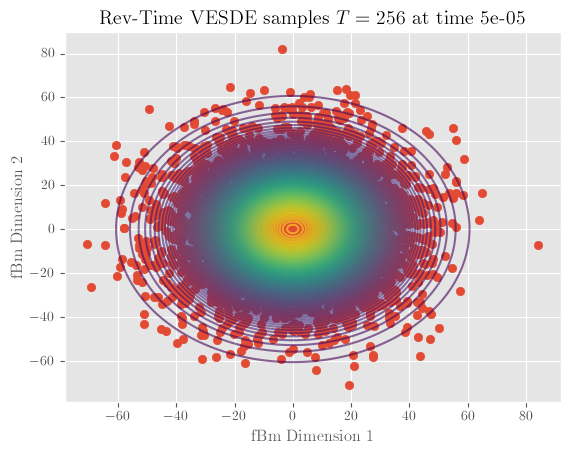 Rev-Time VESDE samples T = 256 at time 5e-05
80
60
40
20
0
−20
−40
−60
fBm Dimension 2
−60 −40 −20 0 20 40 60 80
fBm Dimension 1